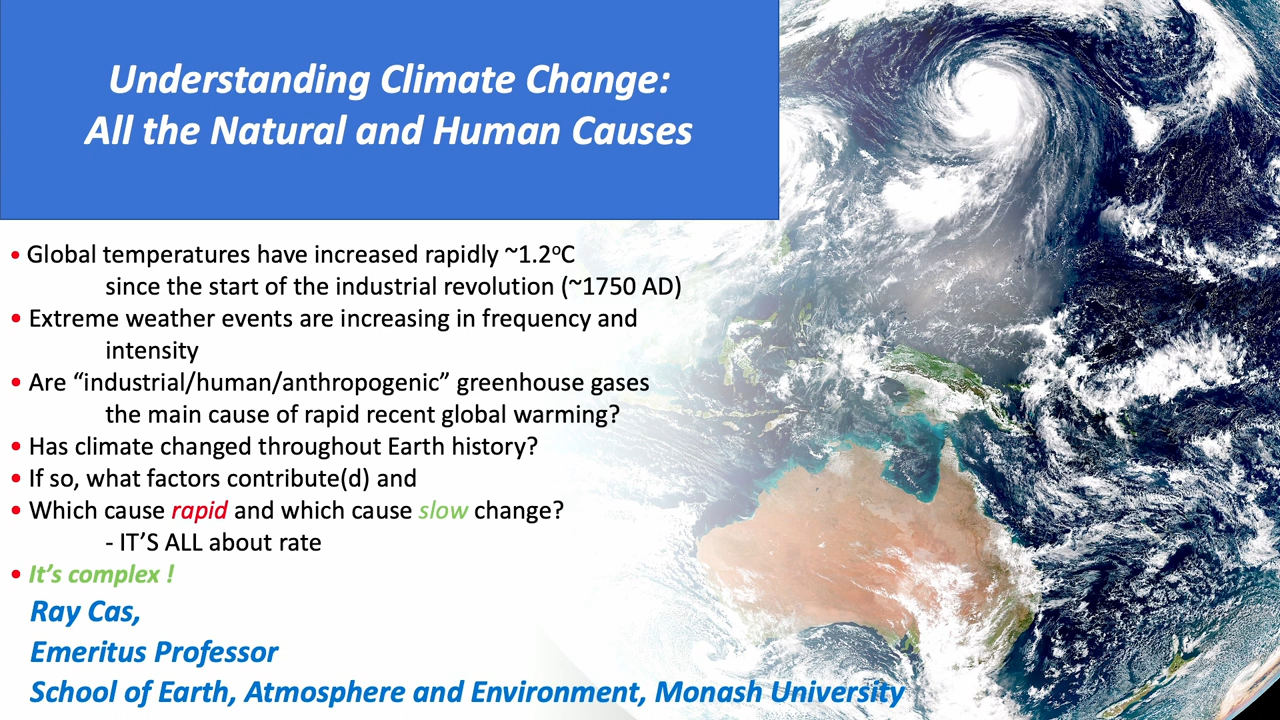 Understanding Climate Change:
All the Natural and Human Causes
• Global temperatures have increased rapidly ~1.2ºC
since the start of the industrial revolution (~1750 AD)
• Extreme weather events are increasing in frequency and
intensity
• Are “industrial/human/anthropogenic” greenhouse gases
the main cause of rapid recent global warming?
• Has climate changed throughout Earth history?
• If so, what factors contribute(d) and
• Which cause rapid and which cause slow change?
- IT’S ALL about rate
• It’s complex !
Ray Cas,
Emeritus Professor
School of Earth, Atmosphere and Environment, Monash University